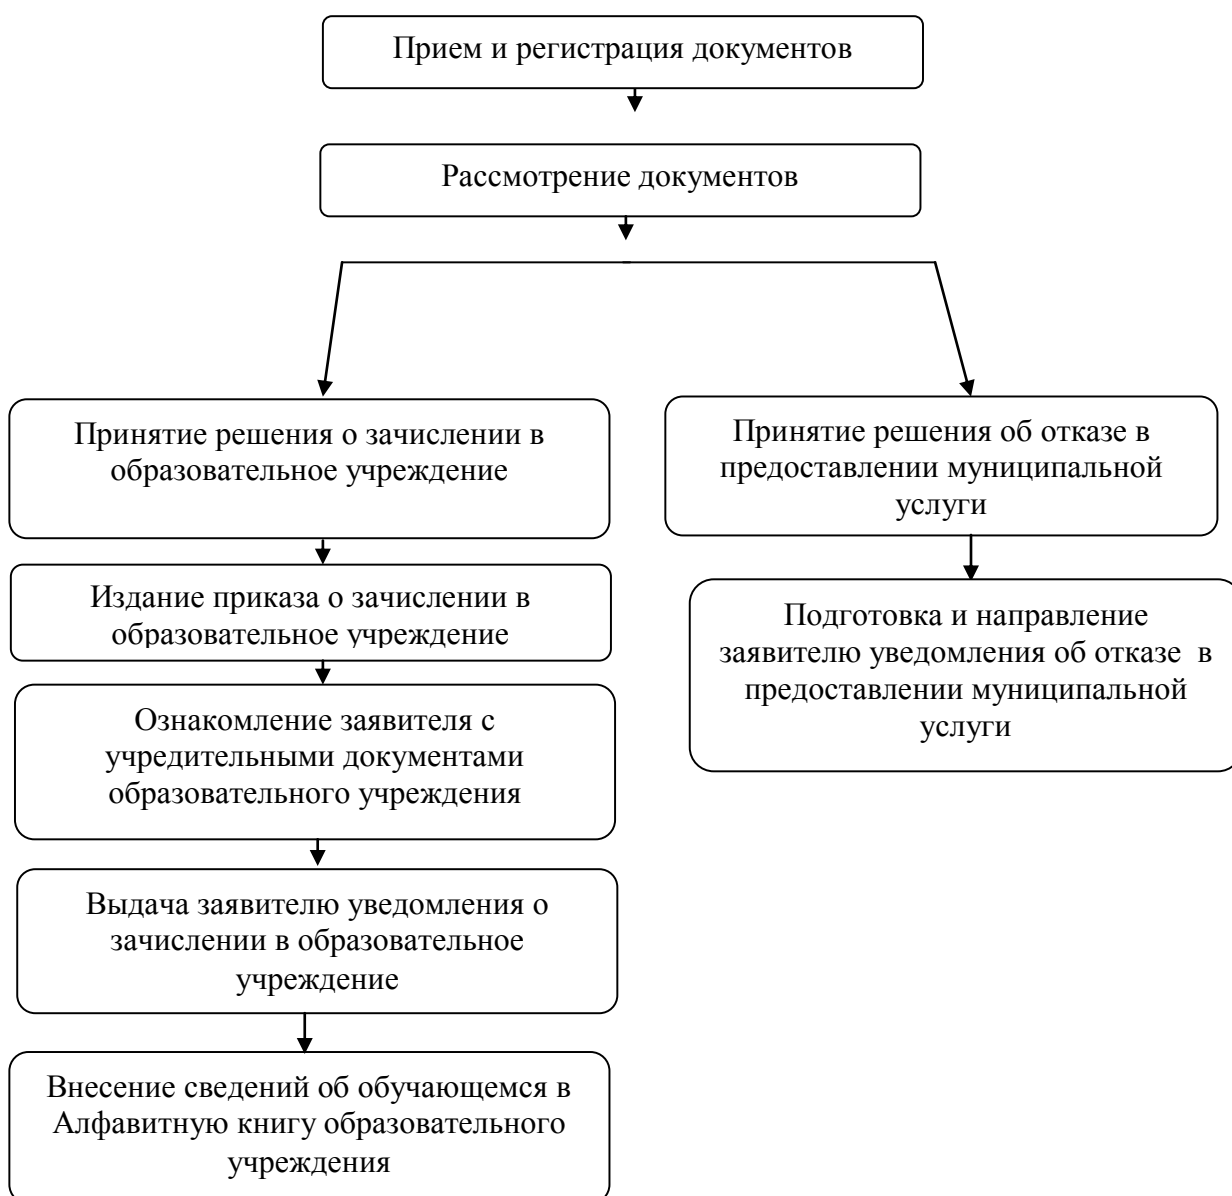 Прием и регистрация документов
Рассмотрение документов
Принятие решения о зачислении в
образовательное учреждение
Издание приказа о зачислении в
образовательное учреждение
Ознакомление заявителя с
учредительными документами
образовательного учреждения
Выдача заявителю уведомления о
зачислении в образовательное
учреждение
Внесение сведений об обучающемся в
Алфавитную книгу образовательного
учреждения
Принятие решения об отказе в
предоставлении муниципальной
услуги
Подготовка и направление
заявителю уведомления об отказе в
предоставлении муниципальной
услуги